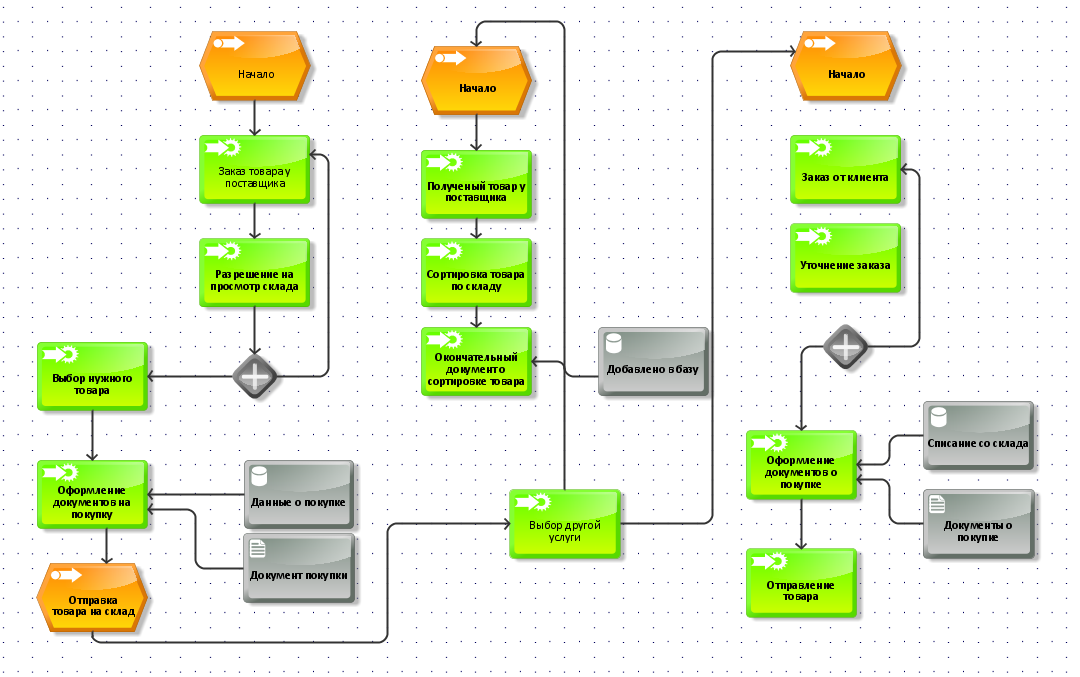 Начало
Заказ товара у
поставщика
Разрешение на
просмотр склада
Выбор нужного
товара
Оформление
документов на
покупку
Данные о покупке
Документ покупки
Отправка
товара на склад
Начало
Полученый товар у
поставщика
Сортировка товара
по складу
Окончательный
документо
сортировке товара
Добавлено в базу
Выбор другой
услуги
Начало
Заказ от клиента
Уточнение заказа
Оформление
документов о
покупке
Списание со склада
Документы о
покупке
Отправление
товара